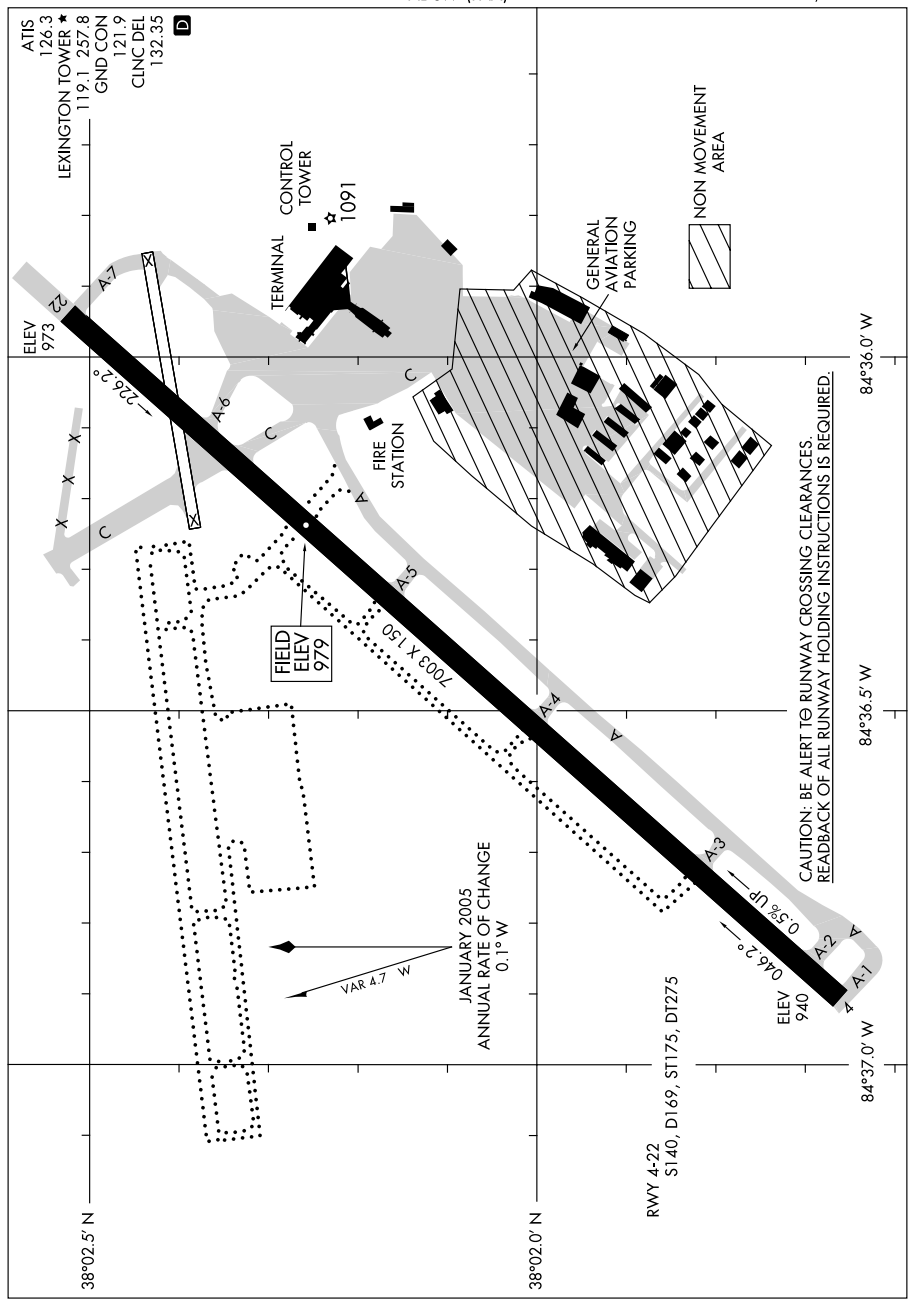 ATIS
126.3
LEXINGTON TOWER ★
119.1 257.8
GND CON
121.9
CLNC DEL
132.35
D
38°02.5' N
38°02.0' N
84°36.0' W
84°36.5' W
84°37.0' W
ELEV
973
22
226.2°
A-7
X
X
X
X
X
C
A-6
C
C
TERMINAL
CONTROL
TOWER
1091
FIRE
STATION
GENERAL
AVIATION
PARKING
NON MOVEMENT
AREA
A
A-5
FIELD
ELEV
979
7003 X 150
A-4
A
A-3
0.5% UP
046.2°
A-2
A
A-1
4
ELEV
940
VAR 4.7 W
JANUARY 2005
ANNUAL RATE OF CHANGE
0.1° W
RWY 4-22
S140, D169, ST175, DT275
CAUTION: BE ALERT TO RUNWAY CROSSING CLEARANCES.
READBACK OF ALL RUNWAY HOLDING INSTRUCTIONS IS REQUIRED.